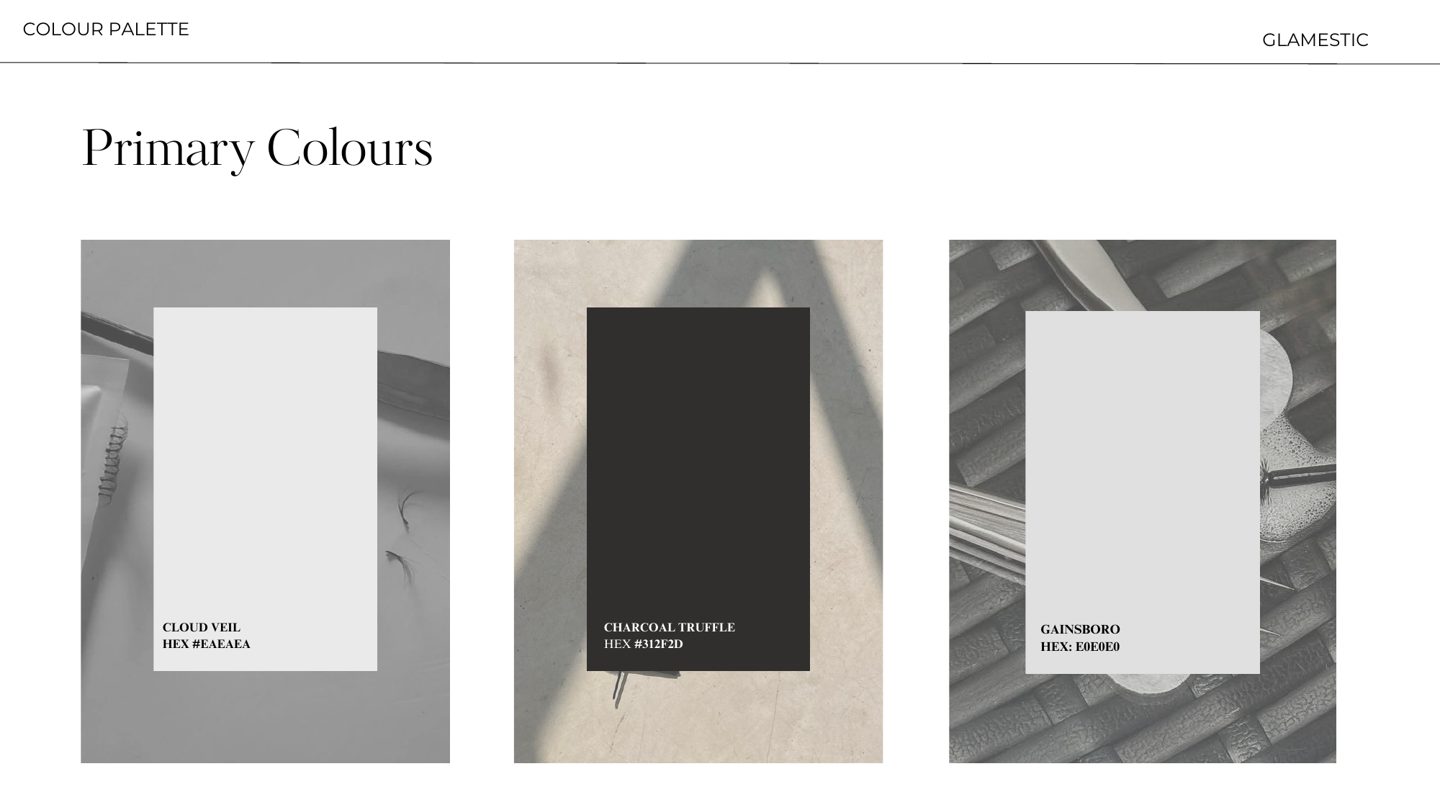 COLOUR PALETTE
GLAMESTIC
Primary Colours
CLOUD VEIL
HEX #EAEAEA
CHARCOAL TRUFFLE
HEX #312F2D
GAINSBORO
HEX: E0E0E0